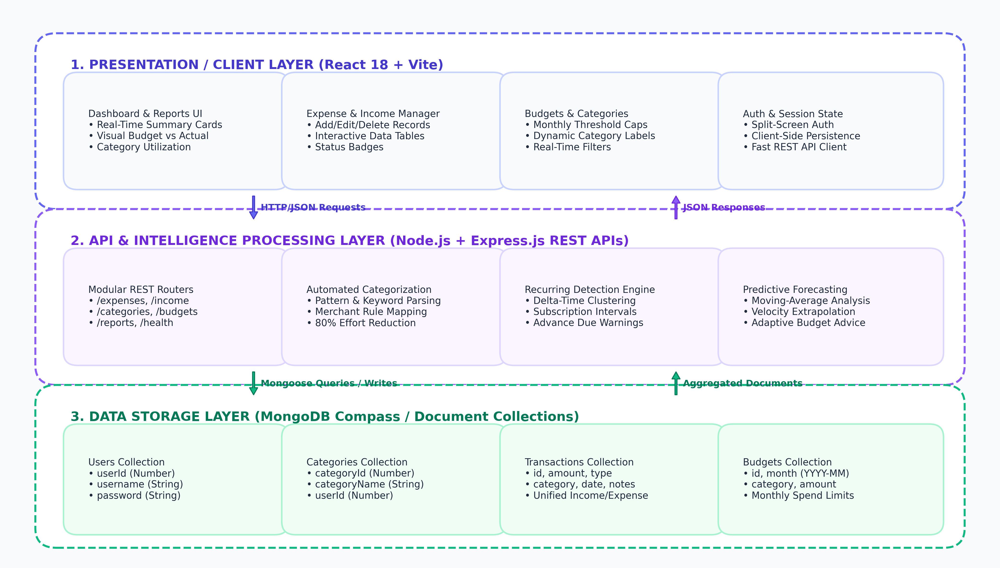 1. PRESENTATION / CLIENT LAYER (React 18 + Vite)
Dashboard & Reports UI
• Real-Time Summary Cards
• Visual Budget vs Actual
• Category Utilization
Expense & Income Manager
• Add/Edit/Delete Records
• Interactive Data Tables
• Status Badges
Budgets & Categories
• Monthly Threshold Caps
• Dynamic Category Labels
• Real-Time Filters
Auth & Session State
• Split-Screen Auth
• Client-Side Persistence
• Fast REST API Client
HTTP/JSON Requests
JSON Responses
2. API & INTELLIGENCE PROCESSING LAYER (Node.js + Express.js REST APIs)
Modular REST Routers
• /expenses, /income
• /categories, /budgets
• /reports, /health
Automated Categorization
• Pattern & Keyword Parsing
• Merchant Rule Mapping
• 80% Effort Reduction
Recurring Detection Engine
• Delta-Time Clustering
• Subscription Intervals
• Advance Due Warnings
Predictive Forecasting
• Moving-Average Analysis
• Velocity Extrapolation
• Adaptive Budget Advice
Mongoose Queries / Writes
Aggregated Documents
3. DATA STORAGE LAYER (MongoDB Compass / Document Collections)
Users Collection
• userId (Number)
• username (String)
• password (String)
Categories Collection
• categoryId (Number)
• categoryName (String)
• userId (Number)
Transactions Collection
• id, amount, type
• category, date, notes
• Unified Income/Expense
Budgets Collection
• id, month (YYYY-MM)
• category, amount
• Monthly Spend Limits